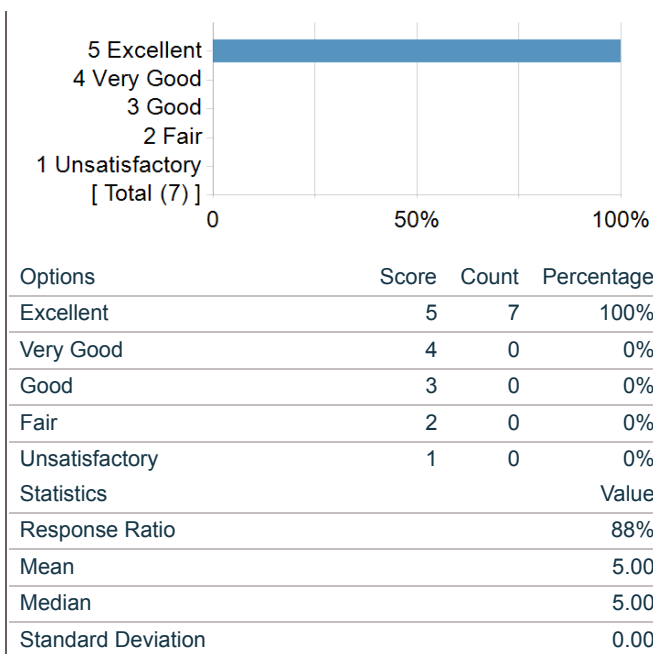 5 Excellent
4 Very Good
3 Good
2 Fair
1 Unsatisfactory
[ Total (7) ]
0 50% 100%
Options Score Count Percentage
Excellent 5 7 100%
Very Good 4 0 0%
Good 3 0 0%
Fair 2 0 0%
Unsatisfactory 1 0 0%
Statistics Value
Response Ratio 88%
Mean 5.00
Median 5.00
Standard Deviation 0.00